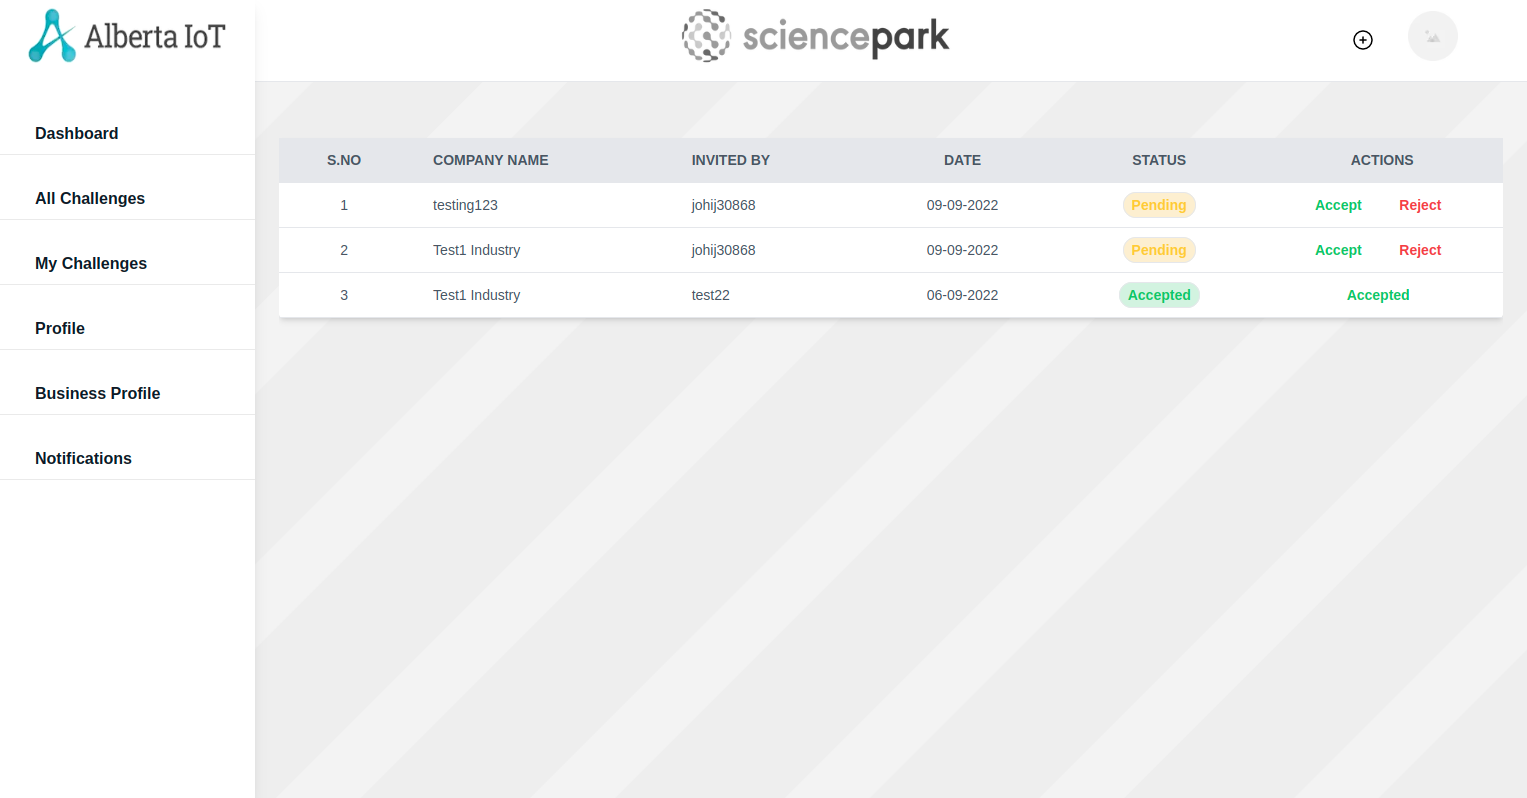 Alberta IoT
sciencepark
Dashboard
All Challenges
My Challenges
Profile
Business Profile
Notifications
S.NO COMPANY NAME INVITED BY DATE STATUS ACTIONS
1 testing123 johij30868 09-09-2022 Pending Accept Reject
2 Test1 Industry johij30868 09-09-2022 Pending Accept Reject
3 Test1 Industry test22 06-09-2022 Accepted Accepted